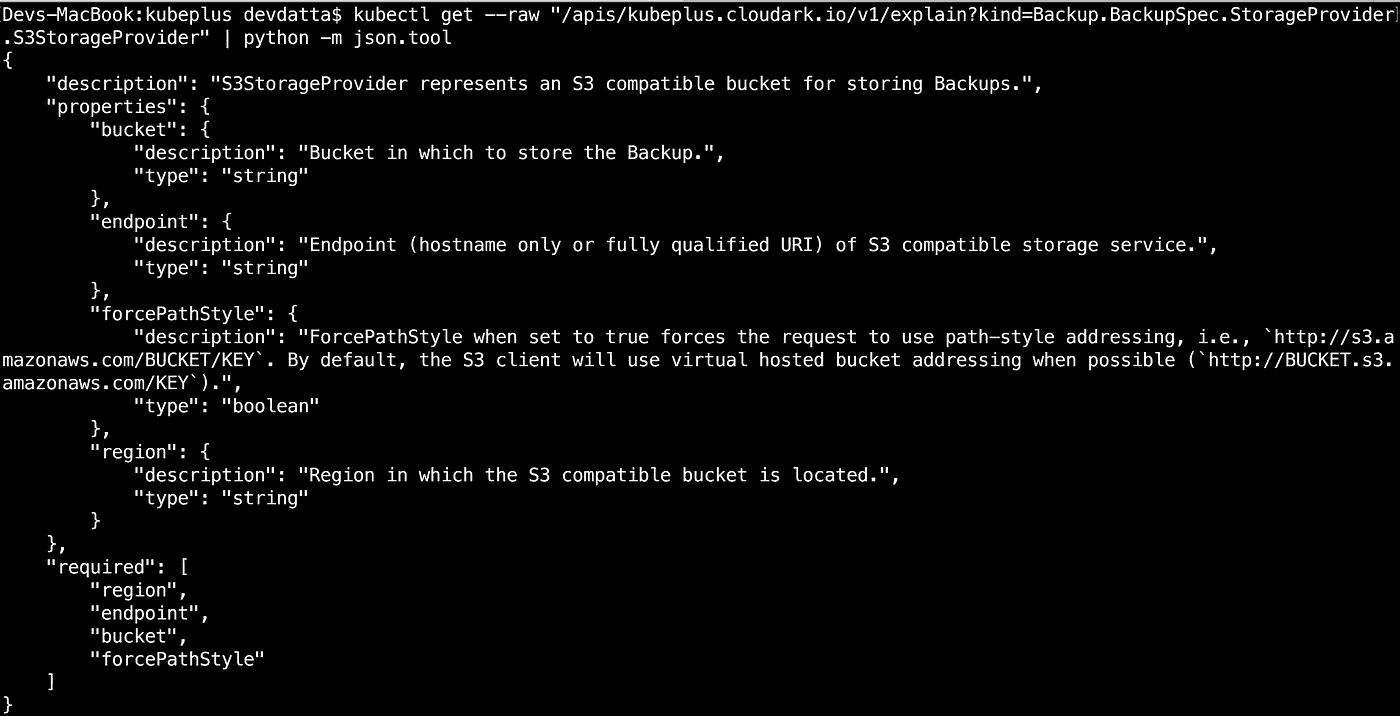 Devs-MacBook:kubeplus devdatta$ kubectl get --raw "/apis/kubeplus.cloudark.io/v1/explain?kind=Backup.BackupSpec.StorageProvider
.S3StorageProvider" | python -m json.tool
{
    "description": "S3StorageProvider represents an S3 compatible bucket for storing Backups.",
    "properties": {
        "bucket": {
            "description": "Bucket in which to store the Backup.",
            "type": "string"
        },
        "endpoint": {
            "description": "Endpoint (hostname only or fully qualified URI) of S3 compatible storage service.",
            "type": "string"
        },
        "forcePathStyle": {
            "description": "ForcePathStyle when set to true forces the request to use path-style addressing, i.e., `http://s3.a
mazonaws.com/BUCKET/KEY`. By default, the S3 client will use virtual hosted bucket addressing when possible (`http://BUCKET.s3.
amazonaws.com/KEY`).",
            "type": "boolean"
        },
        "region": {
            "description": "Region in which the S3 compatible bucket is located.",
            "type": "string"
        }
    },
    "required": [
        "region",
        "endpoint",
        "bucket",
        "forcePathStyle"
    ]
}